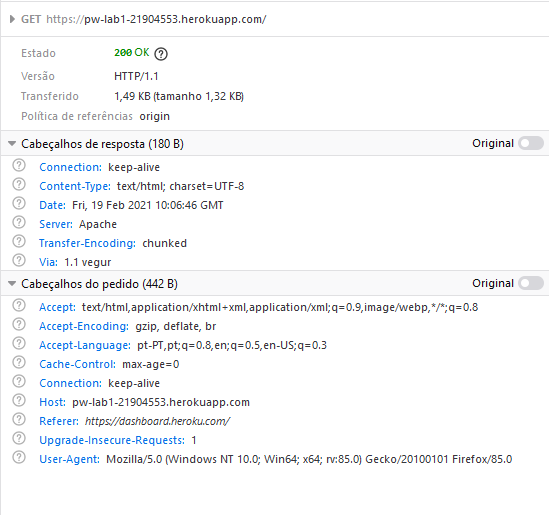 GET https://pw-lab1-21904553.herokuapp.com/
Estado 200 OK ?
Versão HTTP/1.1
Transferido 1,49 KB (tamanho 1,32 KB)
Política de referências origin
Cabeçalhos de resposta (180 B) Original
? Connection: keep-alive
? Content-Type: text/html; charset=UTF-8
? Date: Fri, 19 Feb 2021 10:06:46 GMT
? Server: Apache
? Transfer-Encoding: chunked
? Via: 1.1 vegur
Cabeçalhos do pedido (442 B) Original
? Accept: text/html,application/xhtml+xml,application/xml;q=0.9,image/webp,*/*;q=0.8
? Accept-Encoding: gzip, deflate, br
? Accept-Language: pt-PT,pt;q=0.8,en;q=0.5,en-US;q=0.3
? Cache-Control: max-age=0
? Connection: keep-alive
? Host: pw-lab1-21904553.herokuapp.com
? Referer: https://dashboard.heroku.com/
? Upgrade-Insecure-Requests: 1
? User-Agent: Mozilla/5.0 (Windows NT 10.0; Win64; x64; rv:85.0) Gecko/20100101 Firefox/85.0